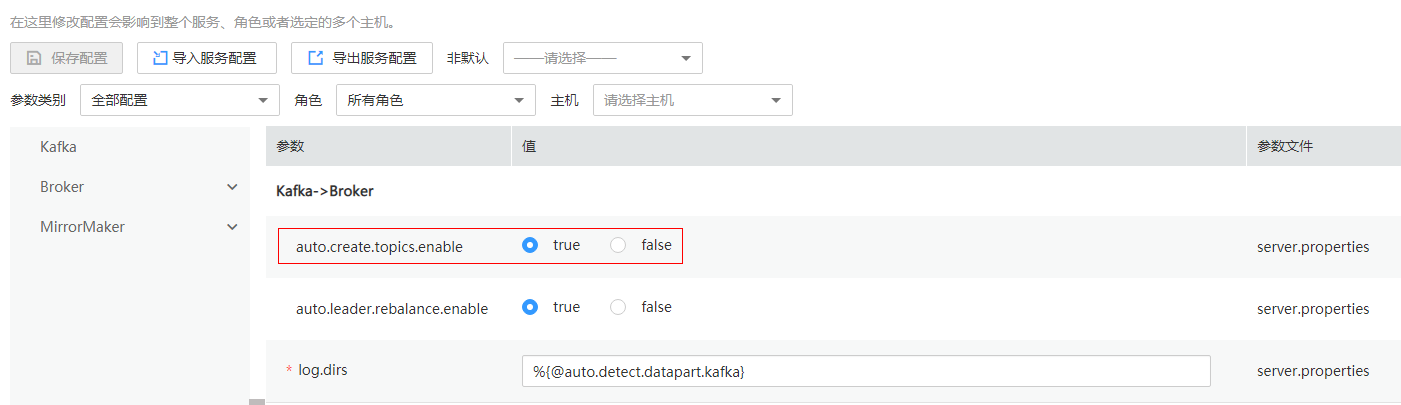 在这里修改配置会影响到整个服务、角色或者选定的多个主机。
保存配置 导入服务配置 导出服务配置 非默认 ——请选择——
参数类别 全部配置 角色 所有角色 主机 请选择主机
Kafka
Broker
MirrorMaker
参数 值 参数文件
Kafka->Broker
auto.create.topics.enable true false server.properties
auto.leader.rebalance.enable true false server.properties
* log.dirs %{@auto.detect.datapart.kafka} server.properties